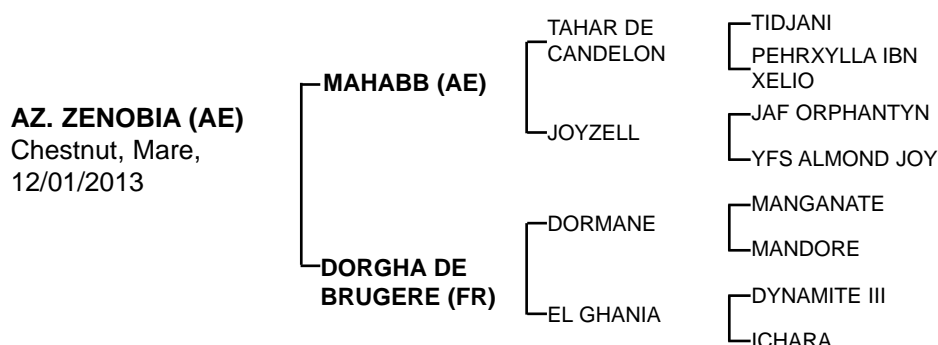 AZ. ZENOBIA (AE)
Chestnut, Mare,
12/01/2013
MAHABB (AE)
DORGHA DE
BRUGERE (FR)
TAHAR DE
CANDELON
JOYZELL
DORMANE
EL GHANIA
TIDJANI
PEHRXYLLA IBN
XELIO
JAF ORPHANTYN
YFS ALMOND JOY
MANGANATE
MANDORE
DYNAMITE III
ICHARA